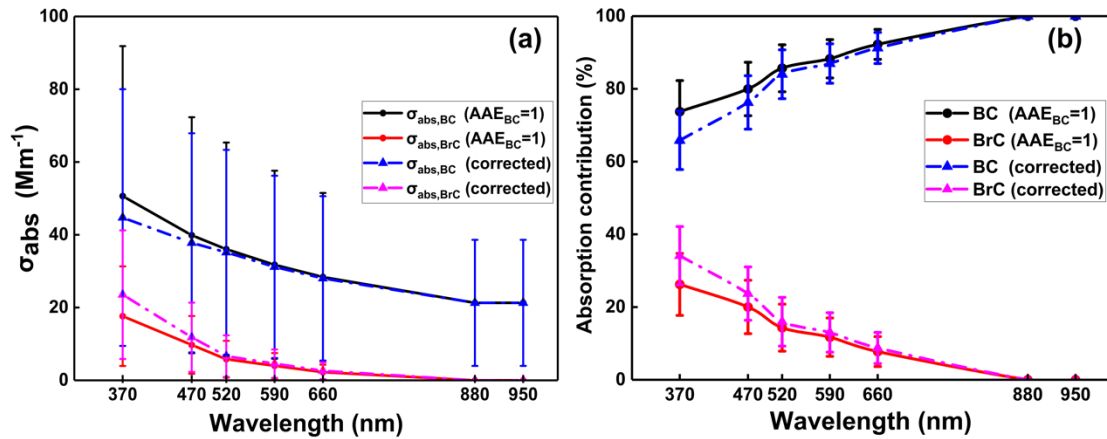 (a)
σabs (Mm-1)
100
80
60
40
20
0
σabs,BC (AAEBC=1)
σabs,BrC (AAEBC=1)
σabs,BC (corrected)
σabs,BrC (corrected)
370 470 520 590 660 880 950
Wavelength (nm)
(b)
Absorption contribution (%)
100
80
60
40
20
0
BC (AAEBC=1)
BrC (AAEBC=1)
BC (corrected)
BrC (corrected)
370 470 520 590 660 880 950
Wavelength (nm)